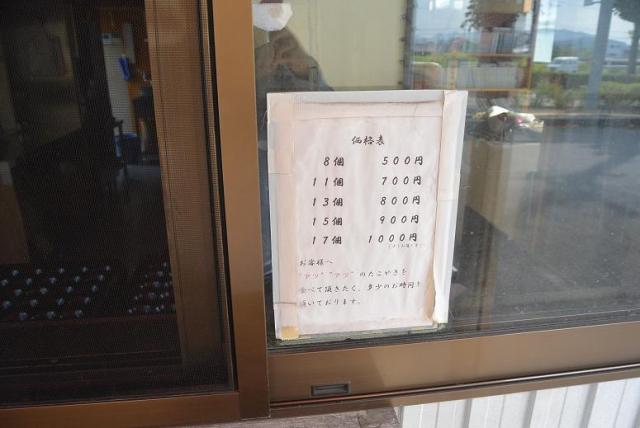 価格表
8個 500円
11個 700円
13個 800円
15個 900円
17個 1000円
お客様へ
"アツ" "アツ" のたこやきを
食べて頂きたく、多少のお時間を
頂いております。